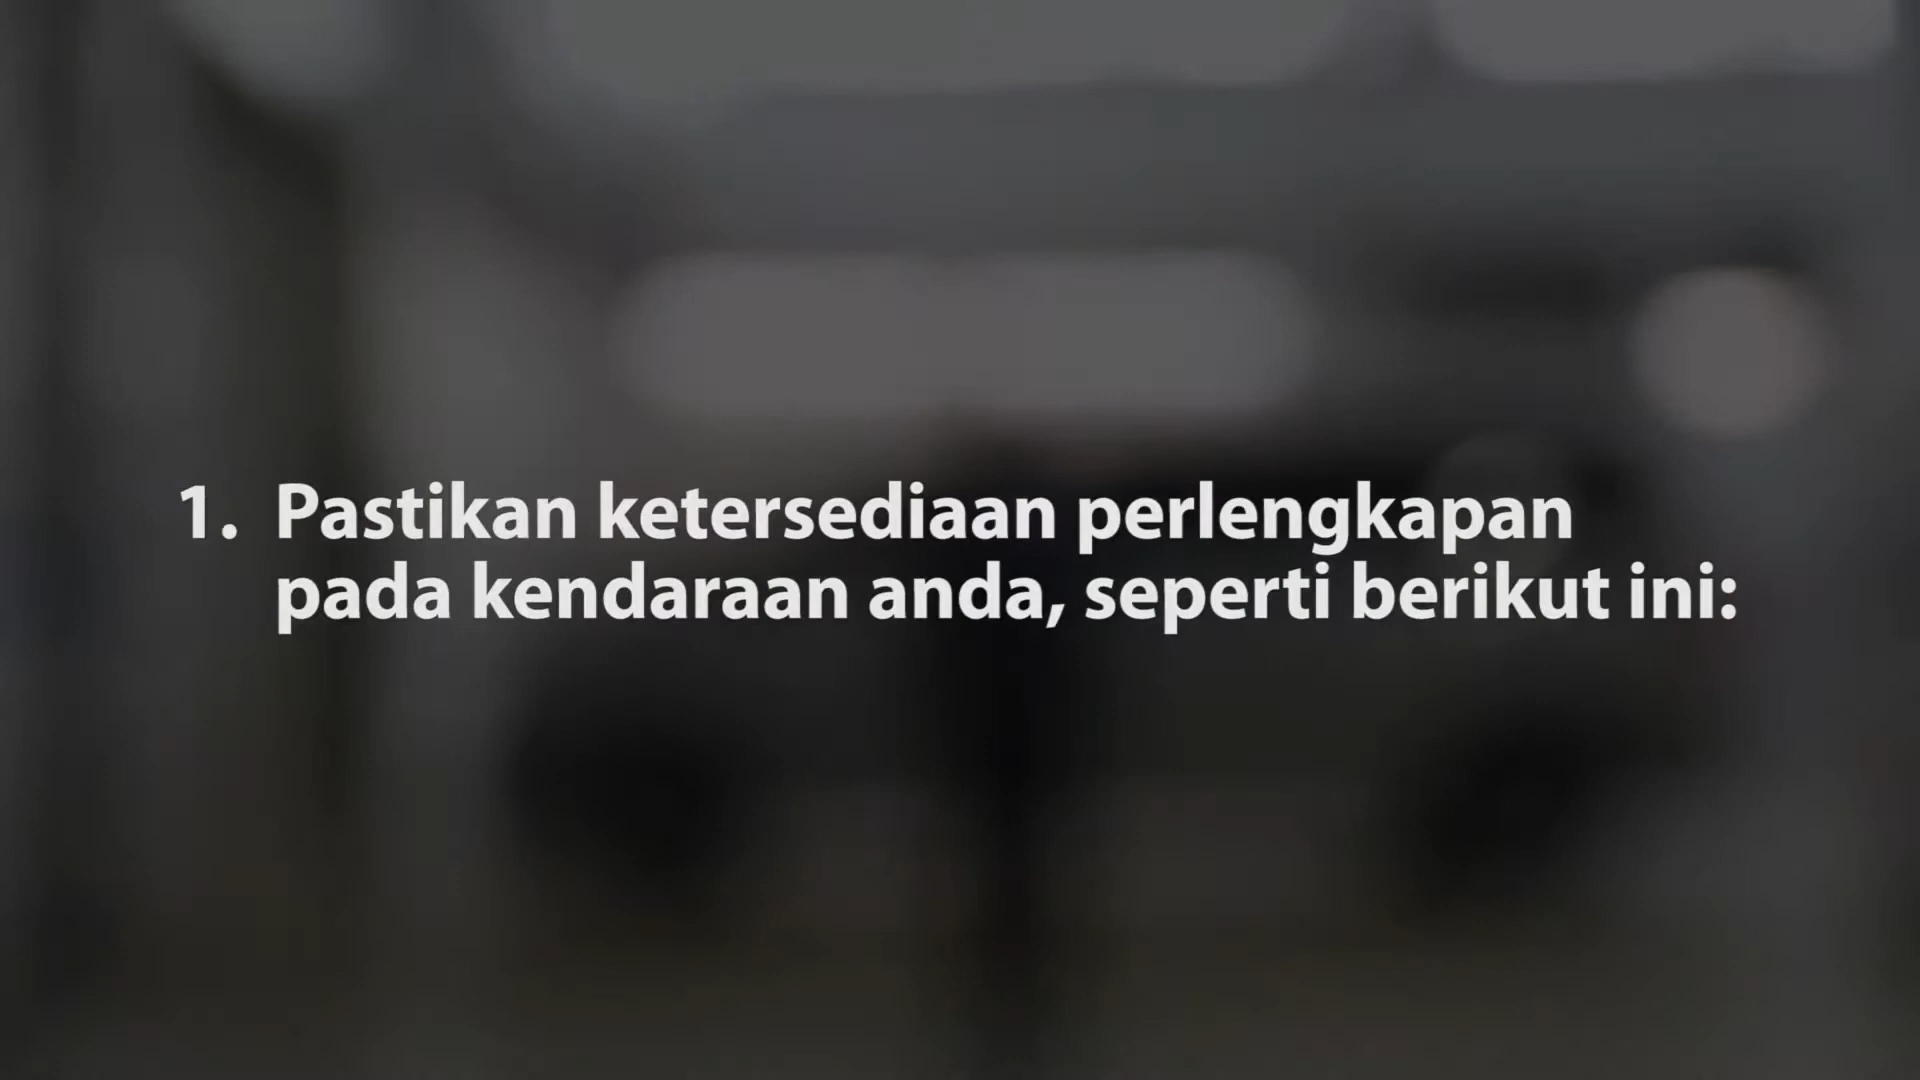 1. Pastikan ketersediaan perlengkapan
pada kendaraan anda, seperti berikut ini: